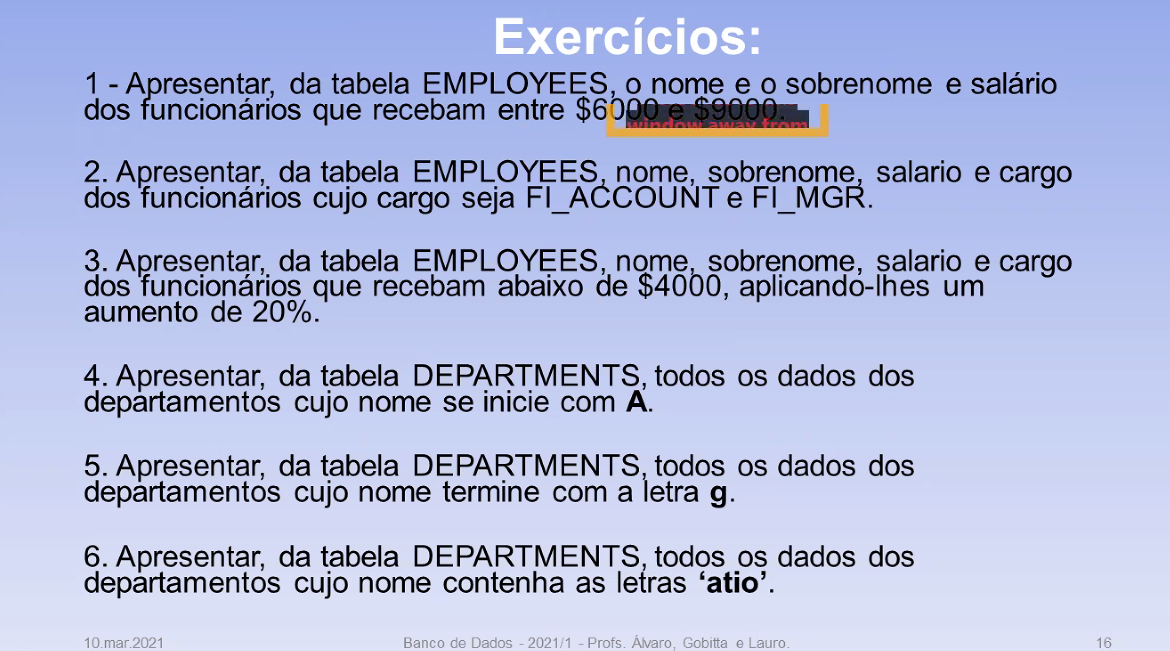 Exercícios:
1 - Apresentar, da tabela EMPLOYEES, o nome e o sobrenome e salário
dos funcionários que recebam entre $6000 e $9000.
window away from
2. Apresentar, da tabela EMPLOYEES, nome, sobrenome, salario e cargo
dos funcionários cujo cargo seja FI_ACCOUNT e FI_MGR.
3. Apresentar, da tabela EMPLOYEES, nome, sobrenome, salario e cargo
dos funcionários que recebam abaixo de $4000, aplicando-lhes um
aumento de 20%.
4. Apresentar, da tabela DEPARTMENTS, todos os dados dos
departamentos cujo nome se inicie com A.
5. Apresentar, da tabela DEPARTMENTS, todos os dados dos
departamentos cujo nome termine com a letra g.
6. Apresentar, da tabela DEPARTMENTS, todos os dados dos
departamentos cujo nome contenha as letras ‘atio’.
10.mar.2021 Banco de Dados - 2021/1 - Profs. Álvaro, Gobitta e Lauro. 16